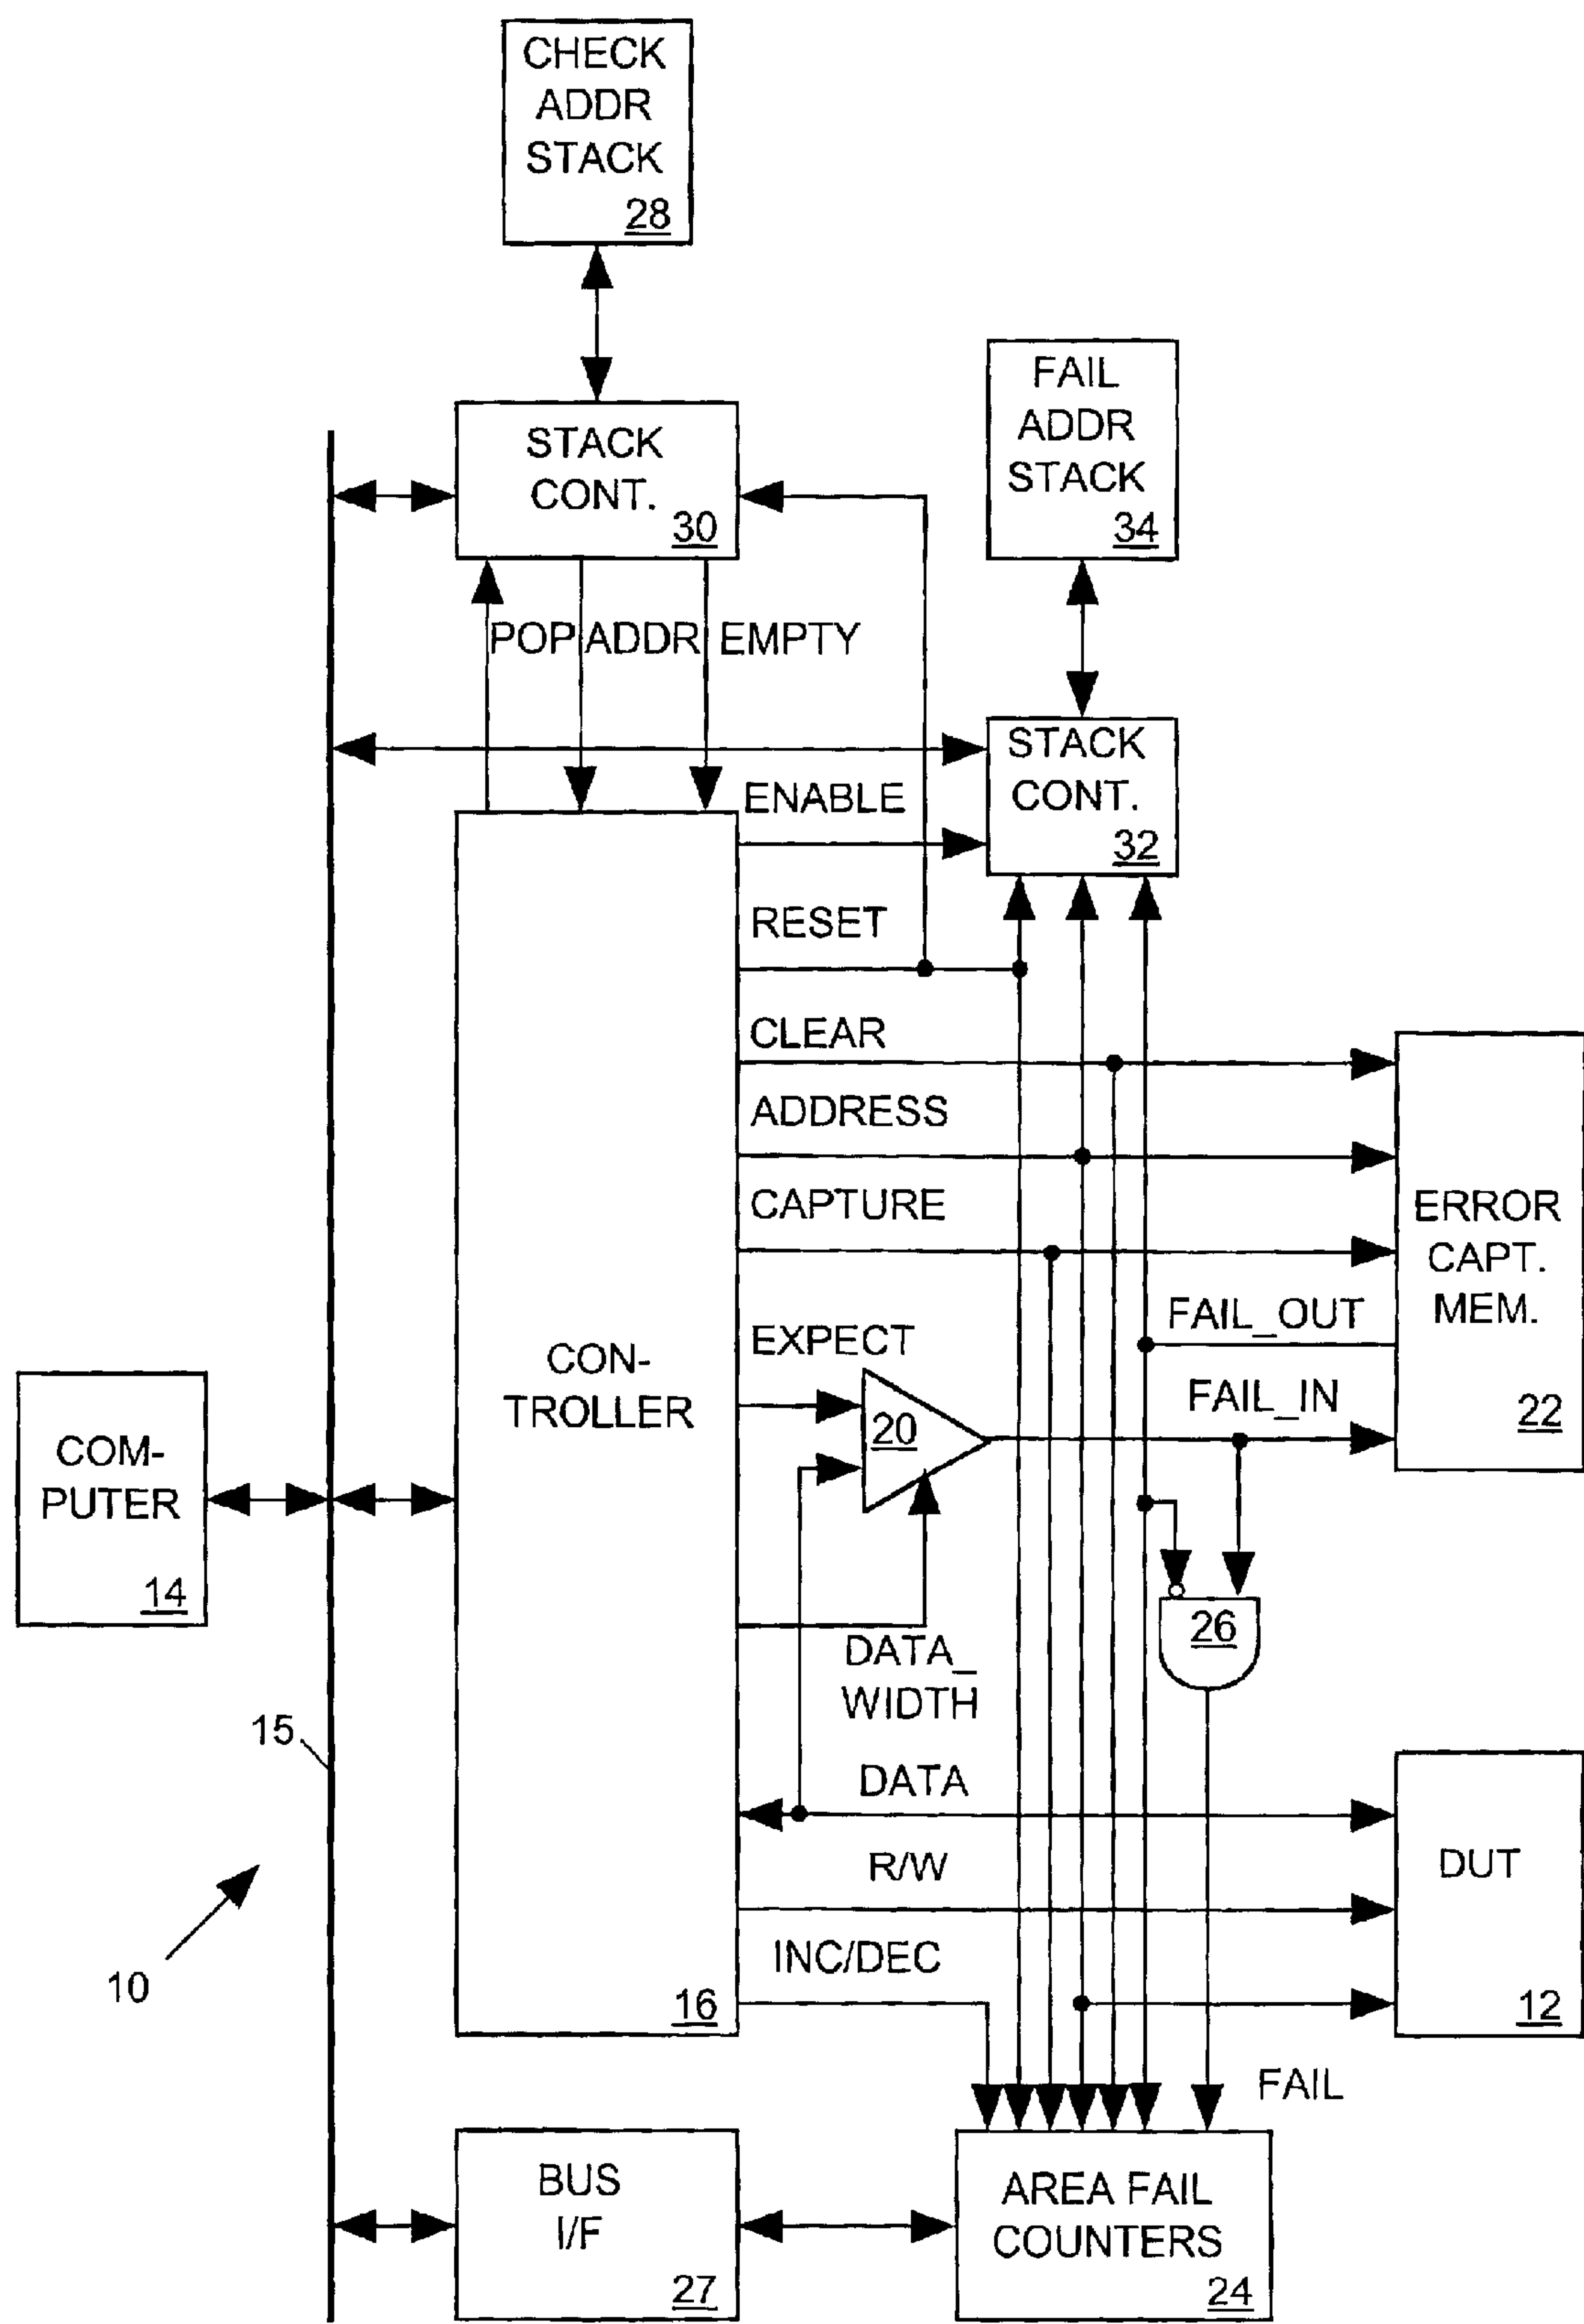 CHECK
ADDR
STACK
28
STACK
CONT.
30
FAIL
ADDR
STACK
34
POP ADDR EMPTY
STACK
CONT.
32
ENABLE
RESET
CLEAR
ADDRESS
CAPTURE
ERROR
CAPT.
MEM.
22
FAIL_OUT
EXPECT
FAIL_IN
CON-
TROLLER
16
20
COM-
PUTER
14
26
DATA_
WIDTH
15
DATA
R/W
DUT
12
INC/DEC
10
FAIL
BUS
I/F
27
AREA FAIL
COUNTERS
24